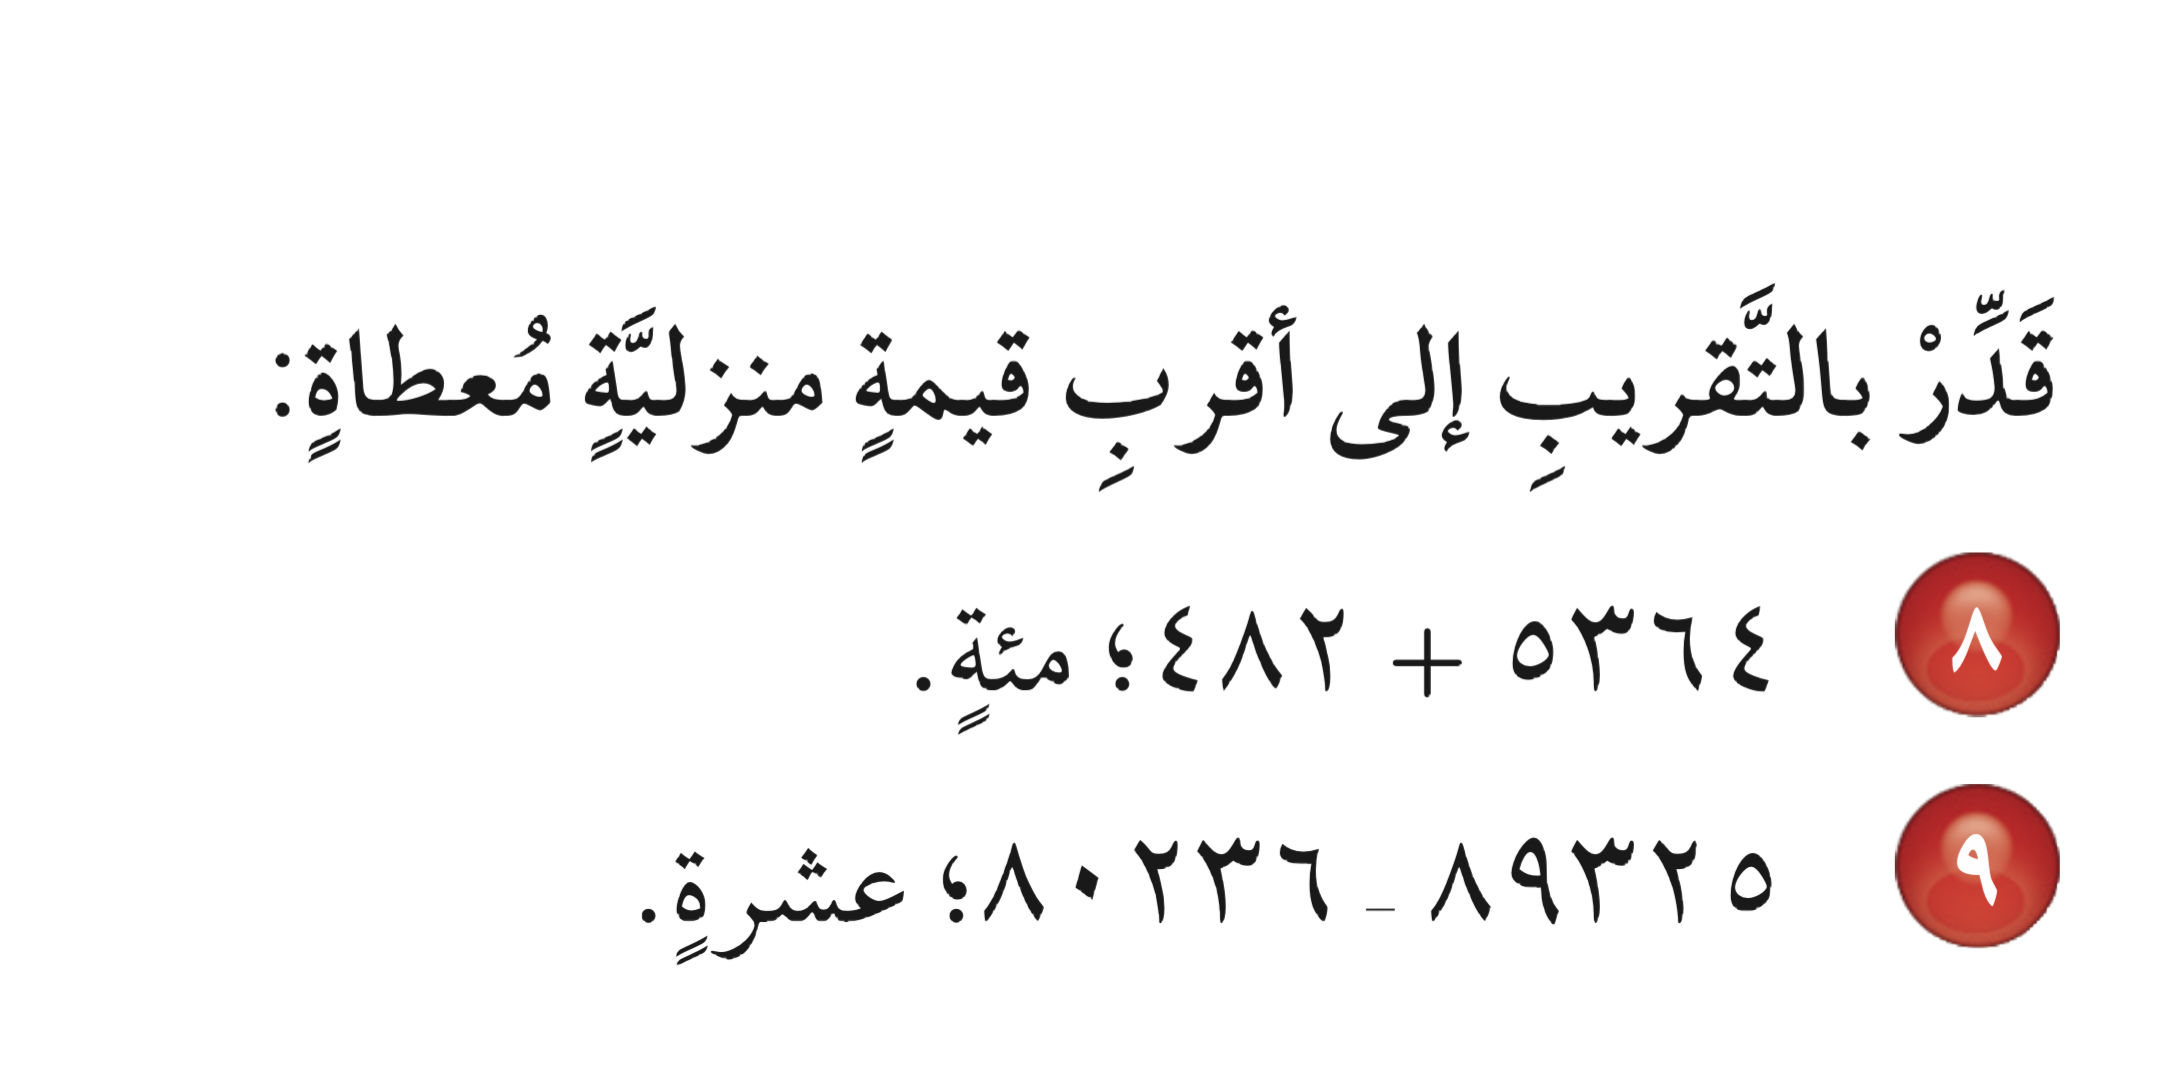 قَدِّرْ بالتَّقريبِ إلى أقربِ قيمةٍ منزليَّةٍ مُعطاةٍ:
٨ ٥٣٦٤ + ٤٨٢؛ مئةٍ.
٩ ٨٩٣٢٥ - ٨٠٢٣٦؛ عشرةٍ.